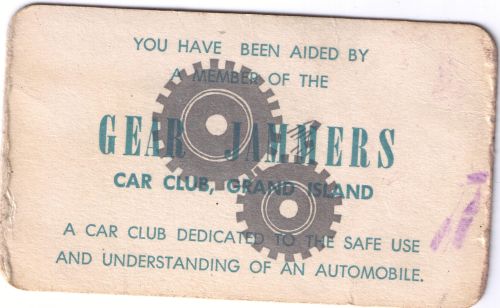 YOU HAVE BEEN AIDED BY
A MEMBER OF THE
GEAR JAMMERS
CAR CLUB, GRAND ISLAND
A CAR CLUB DEDICATED TO THE SAFE USE
AND UNDERSTANDING OF AN AUTOMOBILE.